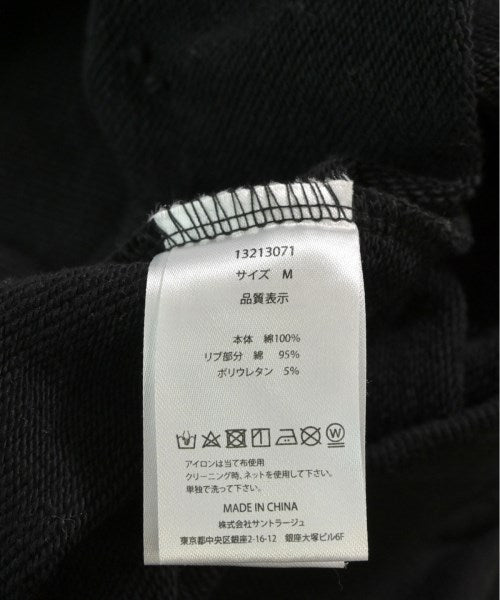 13213071
サイズ M
品質表示
本体 綿100%
リブ部分 綿 95%
ポリウレタン 5%
アイロンは当て布使用
クリーニング時、ネットを使用して下さい。
単独で洗って下さい。
MADE IN CHINA
株式会社サントラージュ
東京都中央区銀座2-16-12 銀座大塚ビル6F